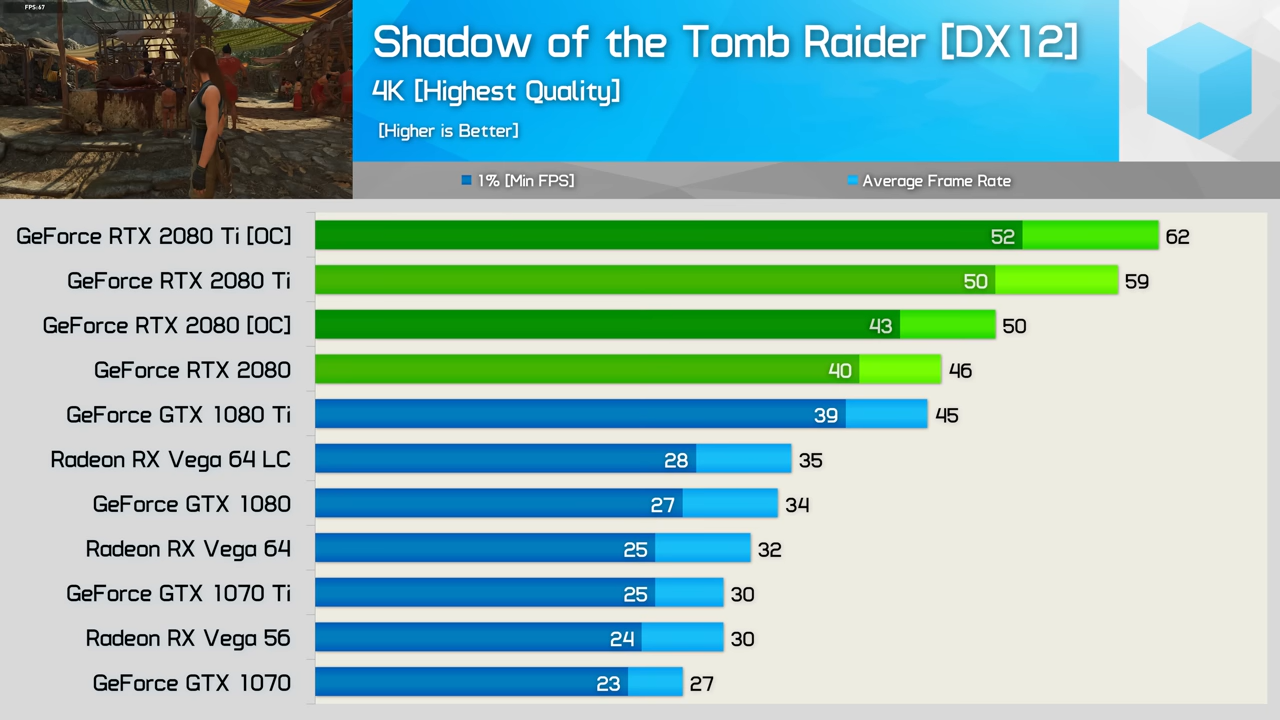 FPS:67
Shadow of the Tomb Raider [DX12]
4K [Highest Quality]
[Higher is Better]
1% [Min FPS] Average Frame Rate
GeForce RTX 2080 Ti [OC] 52 62
GeForce RTX 2080 Ti 50 59
GeForce RTX 2080 [OC] 43 50
GeForce RTX 2080 40 46
GeForce GTX 1080 Ti 39 45
Radeon RX Vega 64 LC 28 35
GeForce GTX 1080 27 34
Radeon RX Vega 64 25 32
GeForce GTX 1070 Ti 25 30
Radeon RX Vega 56 24 30
GeForce GTX 1070 23 27